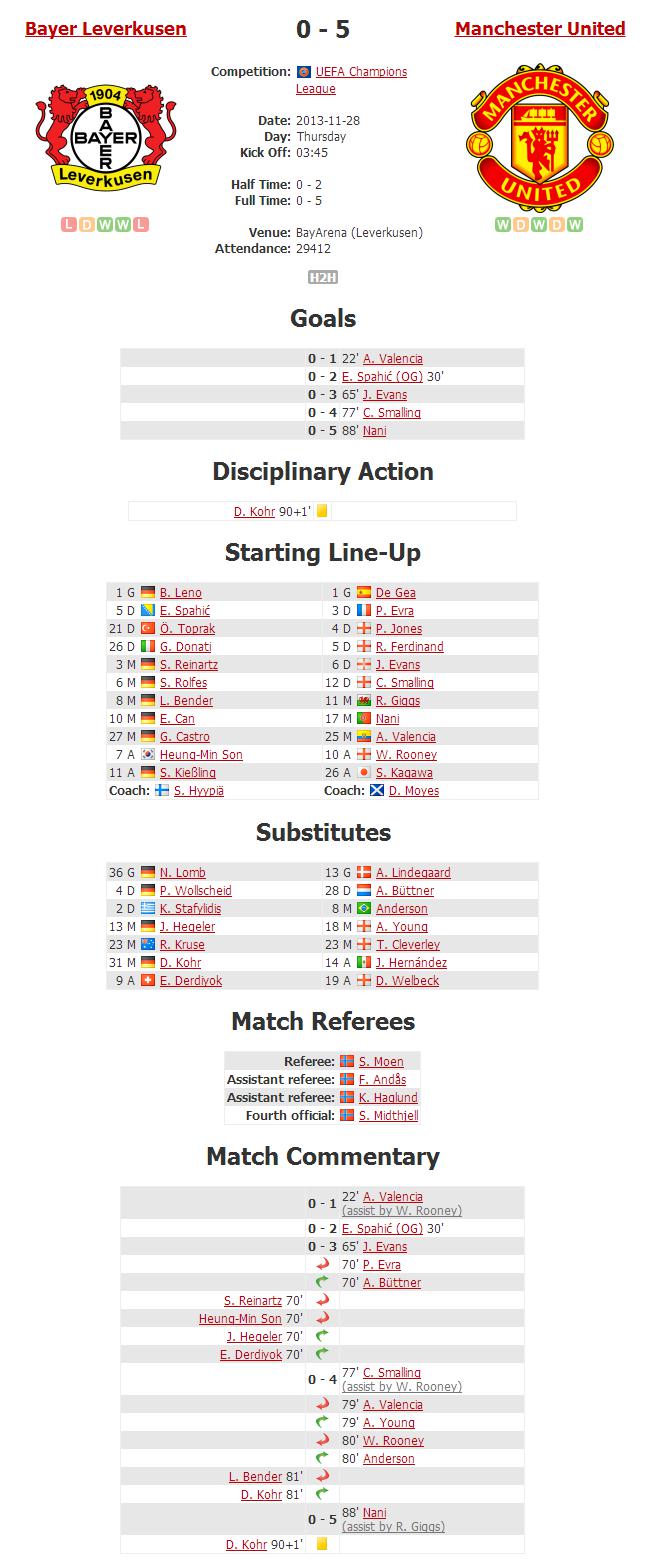 Bayer Leverkusen
0 - 5
Manchester United
1904
BAYER
BAYER
Leverkusen
MANCHESTER
UNITED
Competition: UEFA Champions
League
Date: 2013-11-28
Day: Thursday
Kick Off: 03:45
Half Time: 0 - 2
Full Time: 0 - 5
Venue: BayArena (Leverkusen)
Attendance: 29412
L D W W L
W D W D W
H2H
Goals
0 - 1 22' A. Valencia
0 - 2 E. Spahić (OG) 30'
0 - 3 65' J. Evans
0 - 4 77' C. Smalling
0 - 5 88' Nani
Disciplinary Action
D. Kohr 90+1'
Starting Line-Up
1 G B. Leno 1 G De Gea
5 D E. Spahić 3 D P. Evra
21 D Ö. Toprak 4 D P. Jones
26 D G. Donati 5 D R. Ferdinand
3 M S. Reinartz 6 D J. Evans
6 M S. Rolfes 12 D C. Smalling
8 M L. Bender 11 M R. Giggs
10 M E. Can 17 M Nani
27 M G. Castro 25 M A. Valencia
7 A Heung-Min Son 10 A W. Rooney
11 A S. Kießling 26 A S. Kagawa
Coach: S. Hyypiä Coach: D. Moyes
Substitutes
36 G N. Lomb 13 G A. Lindegaard
4 D P. Wollscheid 28 D A. Büttner
2 D K. Stafylidis 8 M Anderson
13 M J. Hegeler 18 M A. Young
23 M R. Kruse 23 M T. Cleverley
31 M D. Kohr 14 A J. Hernández
9 A E. Derdiyok 19 A D. Welbeck
Match Referees
Referee: S. Moen
Assistant referee: F. Andås
Assistant referee: K. Haglund
Fourth official: S. Midthjell
Match Commentary
0 - 1 22' A. Valencia
(assist by W. Rooney)
0 - 2 E. Spahić (OG) 30'
0 - 3 65' J. Evans
70' P. Evra
70' A. Büttner
S. Reinartz 70'
Heung-Min Son 70'
J. Hegeler 70'
E. Derdiyok 70'
0 - 4 77' C. Smalling
(assist by W. Rooney)
79' A. Valencia
79' A. Young
80' W. Rooney
80' Anderson
L. Bender 81'
D. Kohr 81'
0 - 5 88' Nani
(assist by R. Giggs)
D. Kohr 90+1'